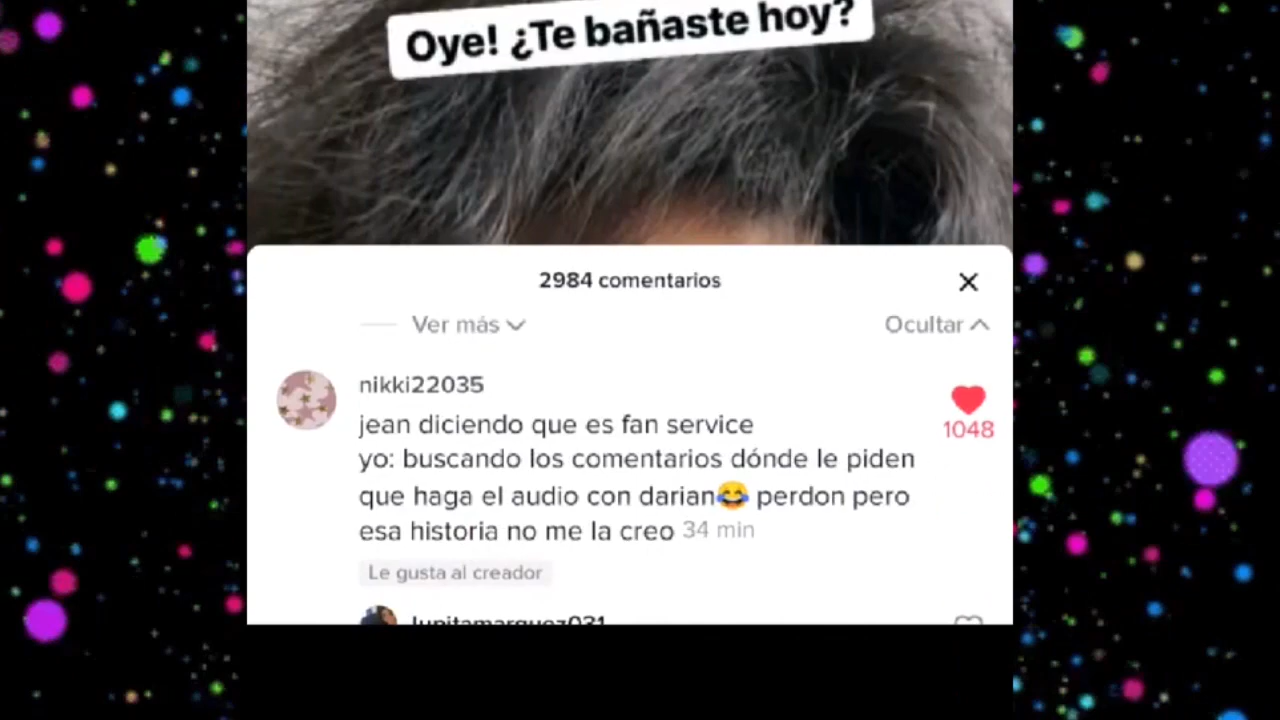 Oye! ¿Te bañaste hoy?
2984 comentarios
Ver más
Ocultar
nikki22035
jean diciendo que es fan service
1048
yo: buscando los comentarios dónde le piden
que haga el audio con darian😂 perdon pero
esa historia no me la creo 34 min
Le gusta al creador
lupitamarquez031